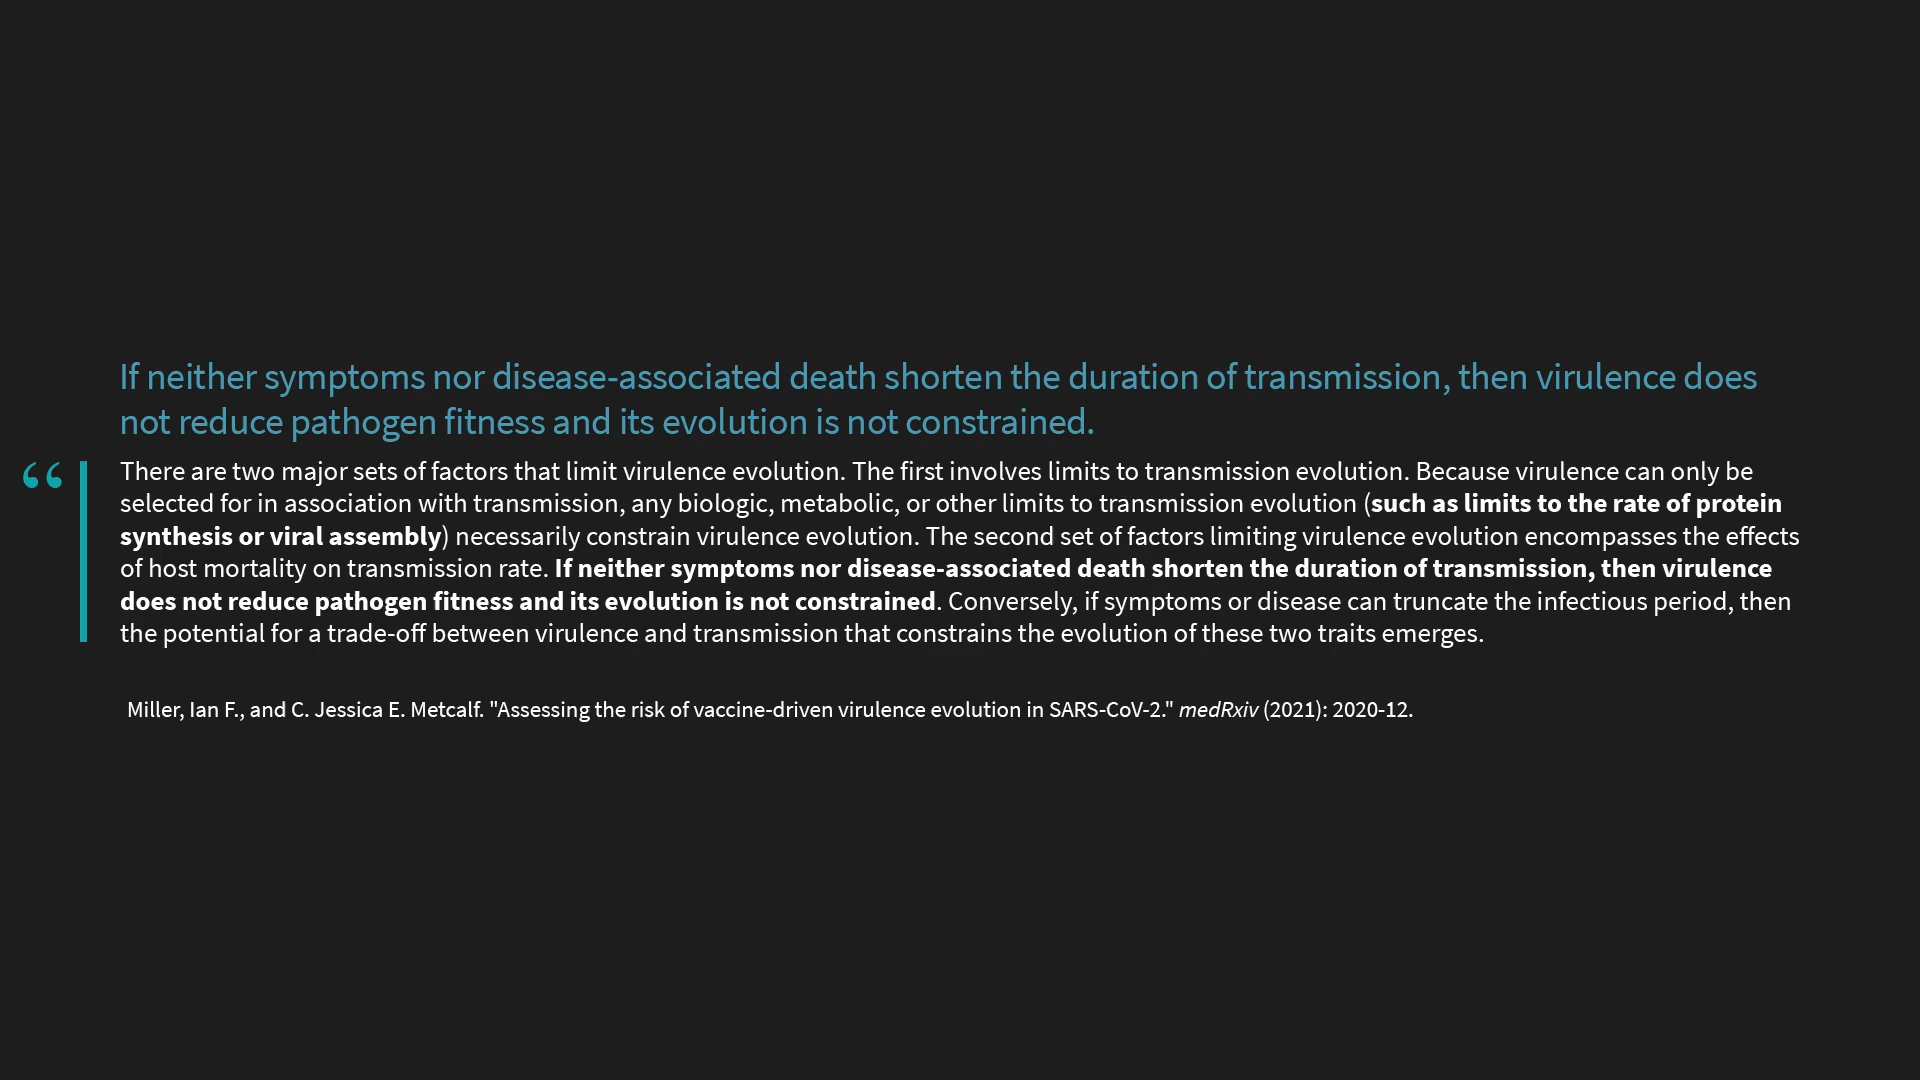 If neither symptoms nor disease-associated death shorten the duration of transmission, then virulence does
not reduce pathogen fitness and its evolution is not constrained.
“
There are two major sets of factors that limit virulence evolution. The first involves limits to transmission evolution. Because virulence can only be
selected for in association with transmission, any biologic, metabolic, or other limits to transmission evolution (such as limits to the rate of protein
synthesis or viral assembly) necessarily constrain virulence evolution. The second set of factors limiting virulence evolution encompasses the effects
of host mortality on transmission rate. If neither symptoms nor disease-associated death shorten the duration of transmission, then virulence
does not reduce pathogen fitness and its evolution is not constrained. Conversely, if symptoms or disease can truncate the infectious period, then
the potential for a trade-off between virulence and transmission that constrains the evolution of these two traits emerges.
Miller, Ian F., and C. Jessica E. Metcalf. "Assessing the risk of vaccine-driven virulence evolution in SARS-CoV-2." medRxiv (2021): 2020-12.